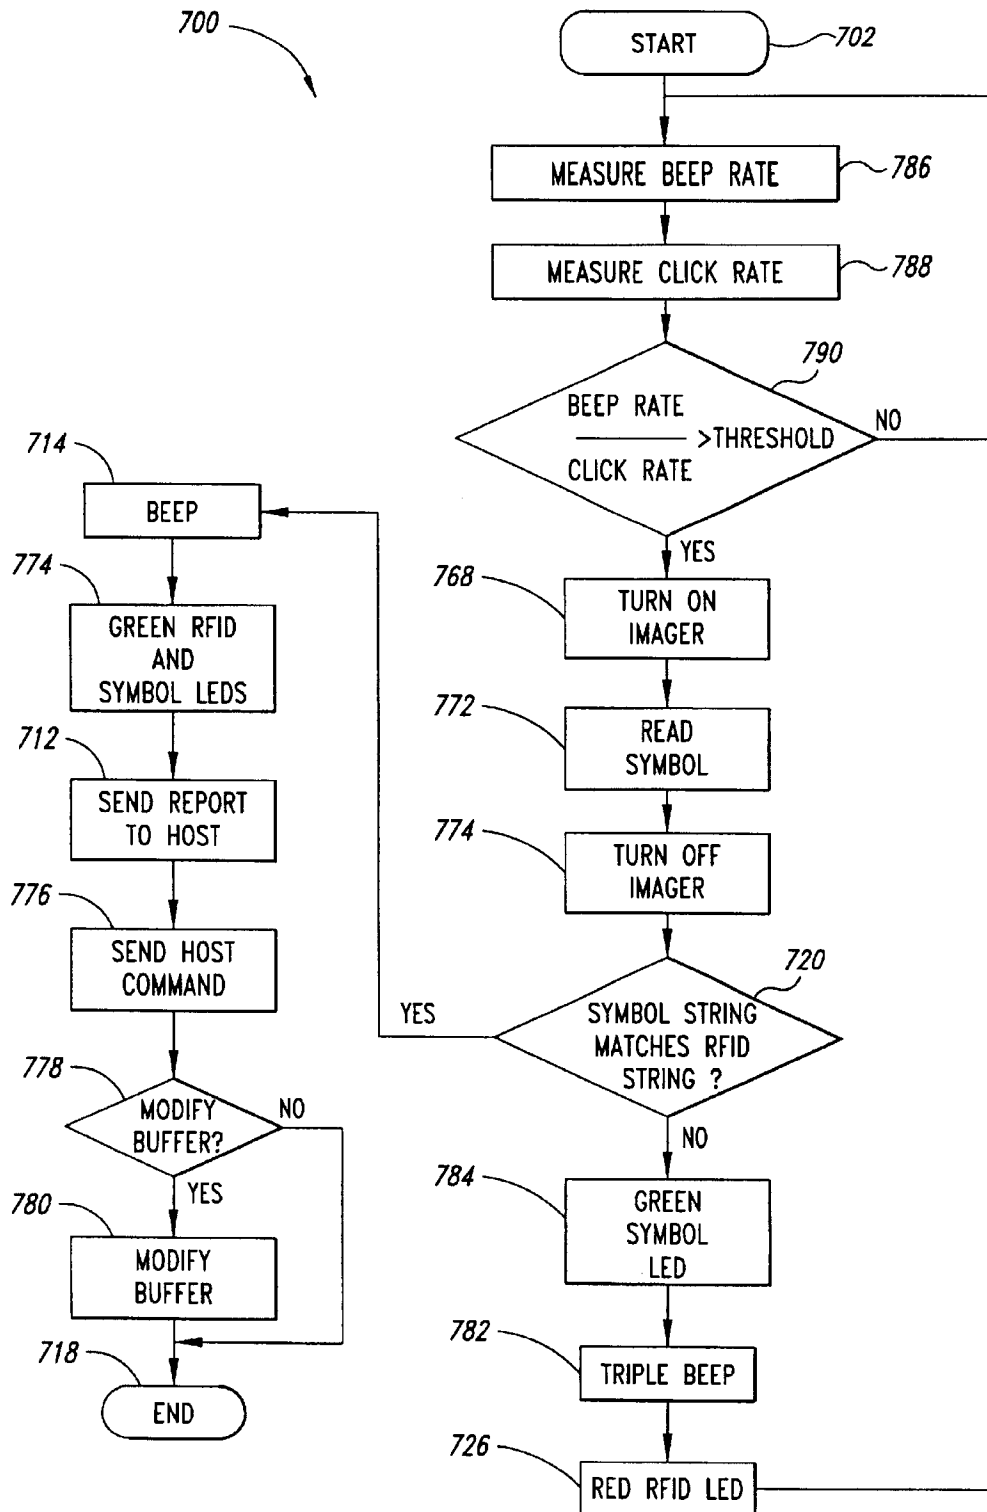 700
START
702
MEASURE BEEP RATE
786
MEASURE CLICK RATE
788
790
BEEP RATE
>THRESHOLD
CLICK RATE
NO
YES
768
TURN ON
IMAGER
772
READ
SYMBOL
774
TURN OFF
IMAGER
720
SYMBOL STRING
MATCHES RFID
STRING ?
YES
NO
784
GREEN
SYMBOL
LED
782
TRIPLE BEEP
726
RED RFID LED
714
BEEP
774
GREEN RFID
AND
SYMBOL LEDS
712
SEND REPORT
TO HOST
776
SEND HOST
COMMAND
778
MODIFY
BUFFER?
NO
YES
780
MODIFY
BUFFER
718
END